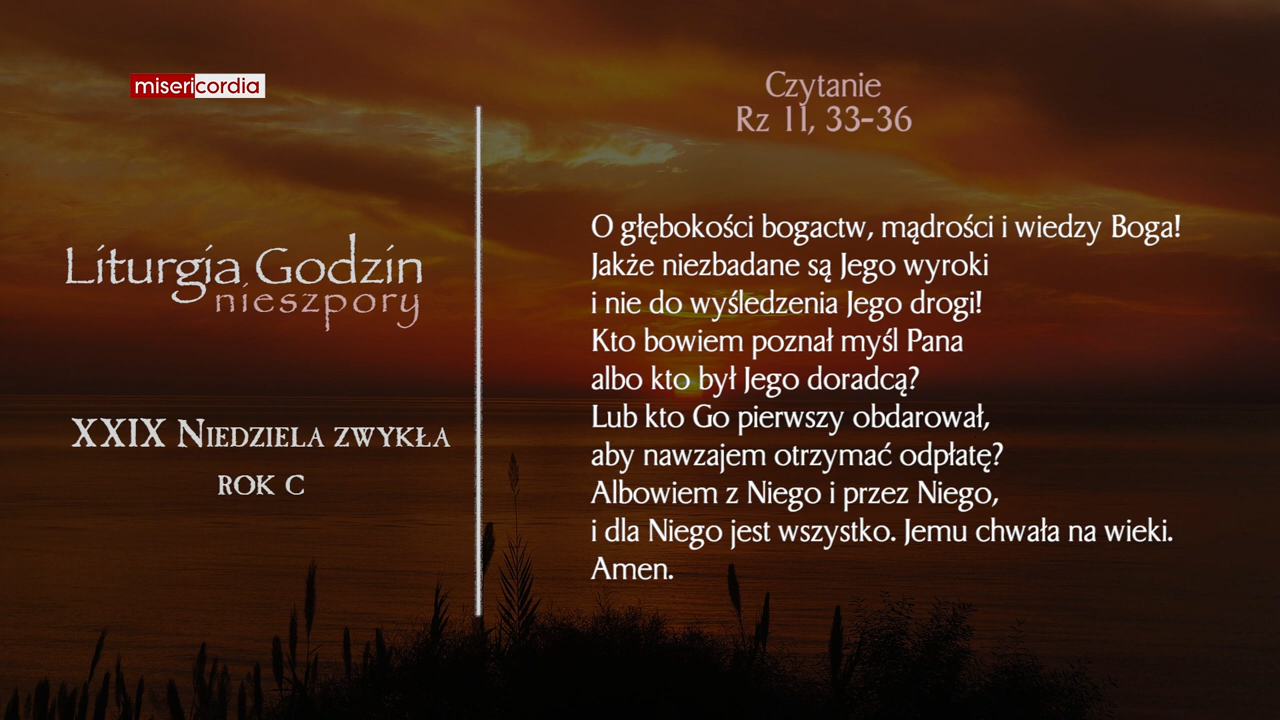 misericordia
Liturgia Godzin
nieszpory
XXIX Niedziela zwykła
rok C
Czytanie
Rz 11, 33-36
O głębokości bogactw, mądrości i wiedzy Boga!
Jakże niezbadane są Jego wyroki
i nie do wyśledzenia Jego drogi!
Kto bowiem poznał myśl Pana
albo kto był Jego doradcą?
Lub kto Go pierwszy obdarował,
aby nawzajem otrzymać odpłatę?
Albowiem z Niego i przez Niego,
i dla Niego jest wszystko. Jemu chwała na wieki.
Amen.